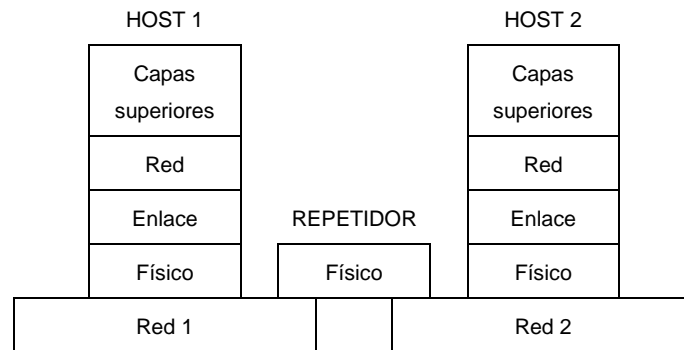 HOST 1
HOST 2
Capas
superiores
Capas
superiores
Red
Red
Enlace
REPETIDOR
Enlace
Físico
Físico
Físico
Red 1
Red 2